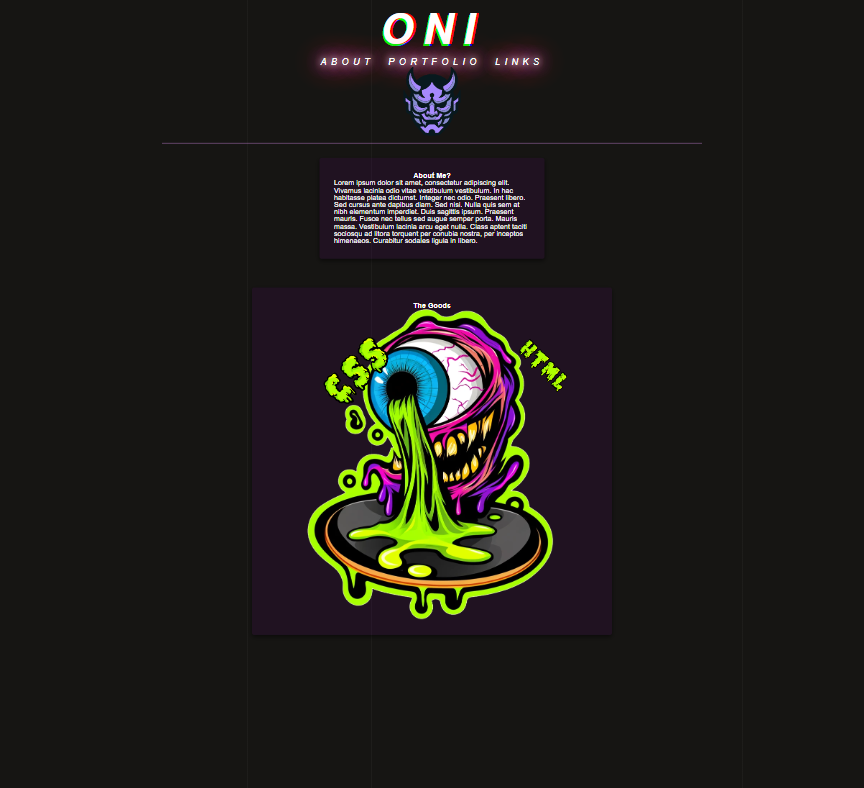 ONI
ABOUT PORTFOLIO LINKS
About Me?
Lorem ipsum dolor sit amet, consectetur adipiscing elit.
Vivamus lacinia odio vitae vestibulum vestibulum. In hac
habitasse platea dictumst. Integer nec odio. Praesent libero.
Sed cursus ante dapibus diam. Sed nisi. Nulla quis sem at
nibh elementum imperdiet. Duis sagittis ipsum. Praesent
mauris. Fusce nec tellus sed augue semper porta. Mauris
massa. Vestibulum lacinia arcu eget nulla. Class aptent taciti
sociosqu ad litora torquent per conubia nostra, per inceptos
himenaeos. Curabitur sodales ligula in libero.
The Goods
CSS
HTML